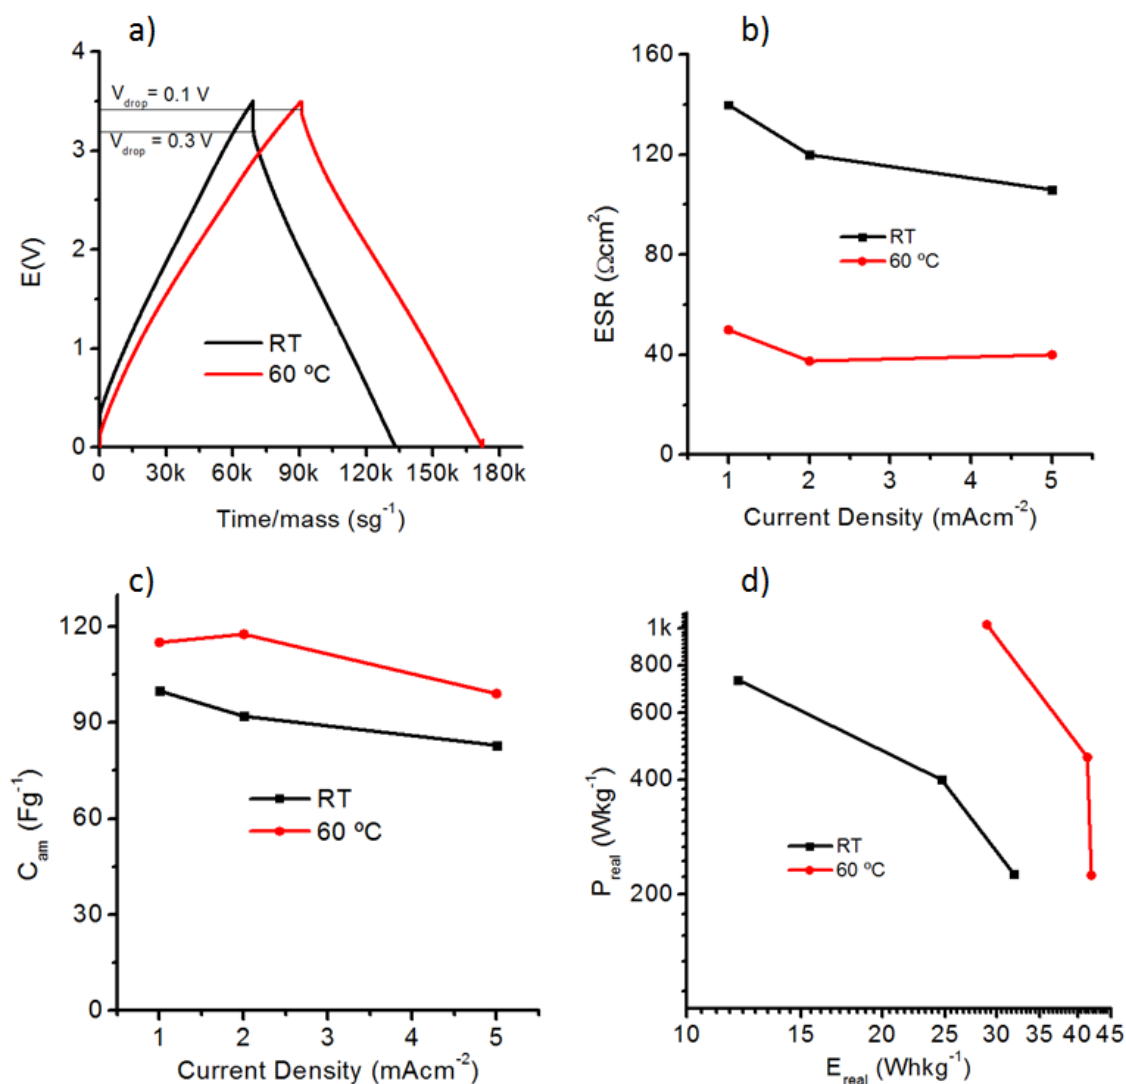 a)
4
3
2
1
0
V_drop = 0.1 V
V_drop = 0.3 V
RT
60 ºC
E(V)
0 30k 60k 90k 120k 150k 180k
Time/mass (sg⁻¹)
b)
160
120
80
40
0
RT
60 ºC
ESR (Ωcm²)
1 2 3 4 5
Current Density (mAcm⁻²)
c)
120
90
60
30
0
RT
60 ºC
C_am (Fg⁻¹)
1 2 3 4 5
Current Density (mAcm⁻²)
d)
1k
800
600
400
200
RT
60 ºC
P_real (Wkg⁻¹)
10 15 20 25 30 35 40 45
E_real (Whkg⁻¹)